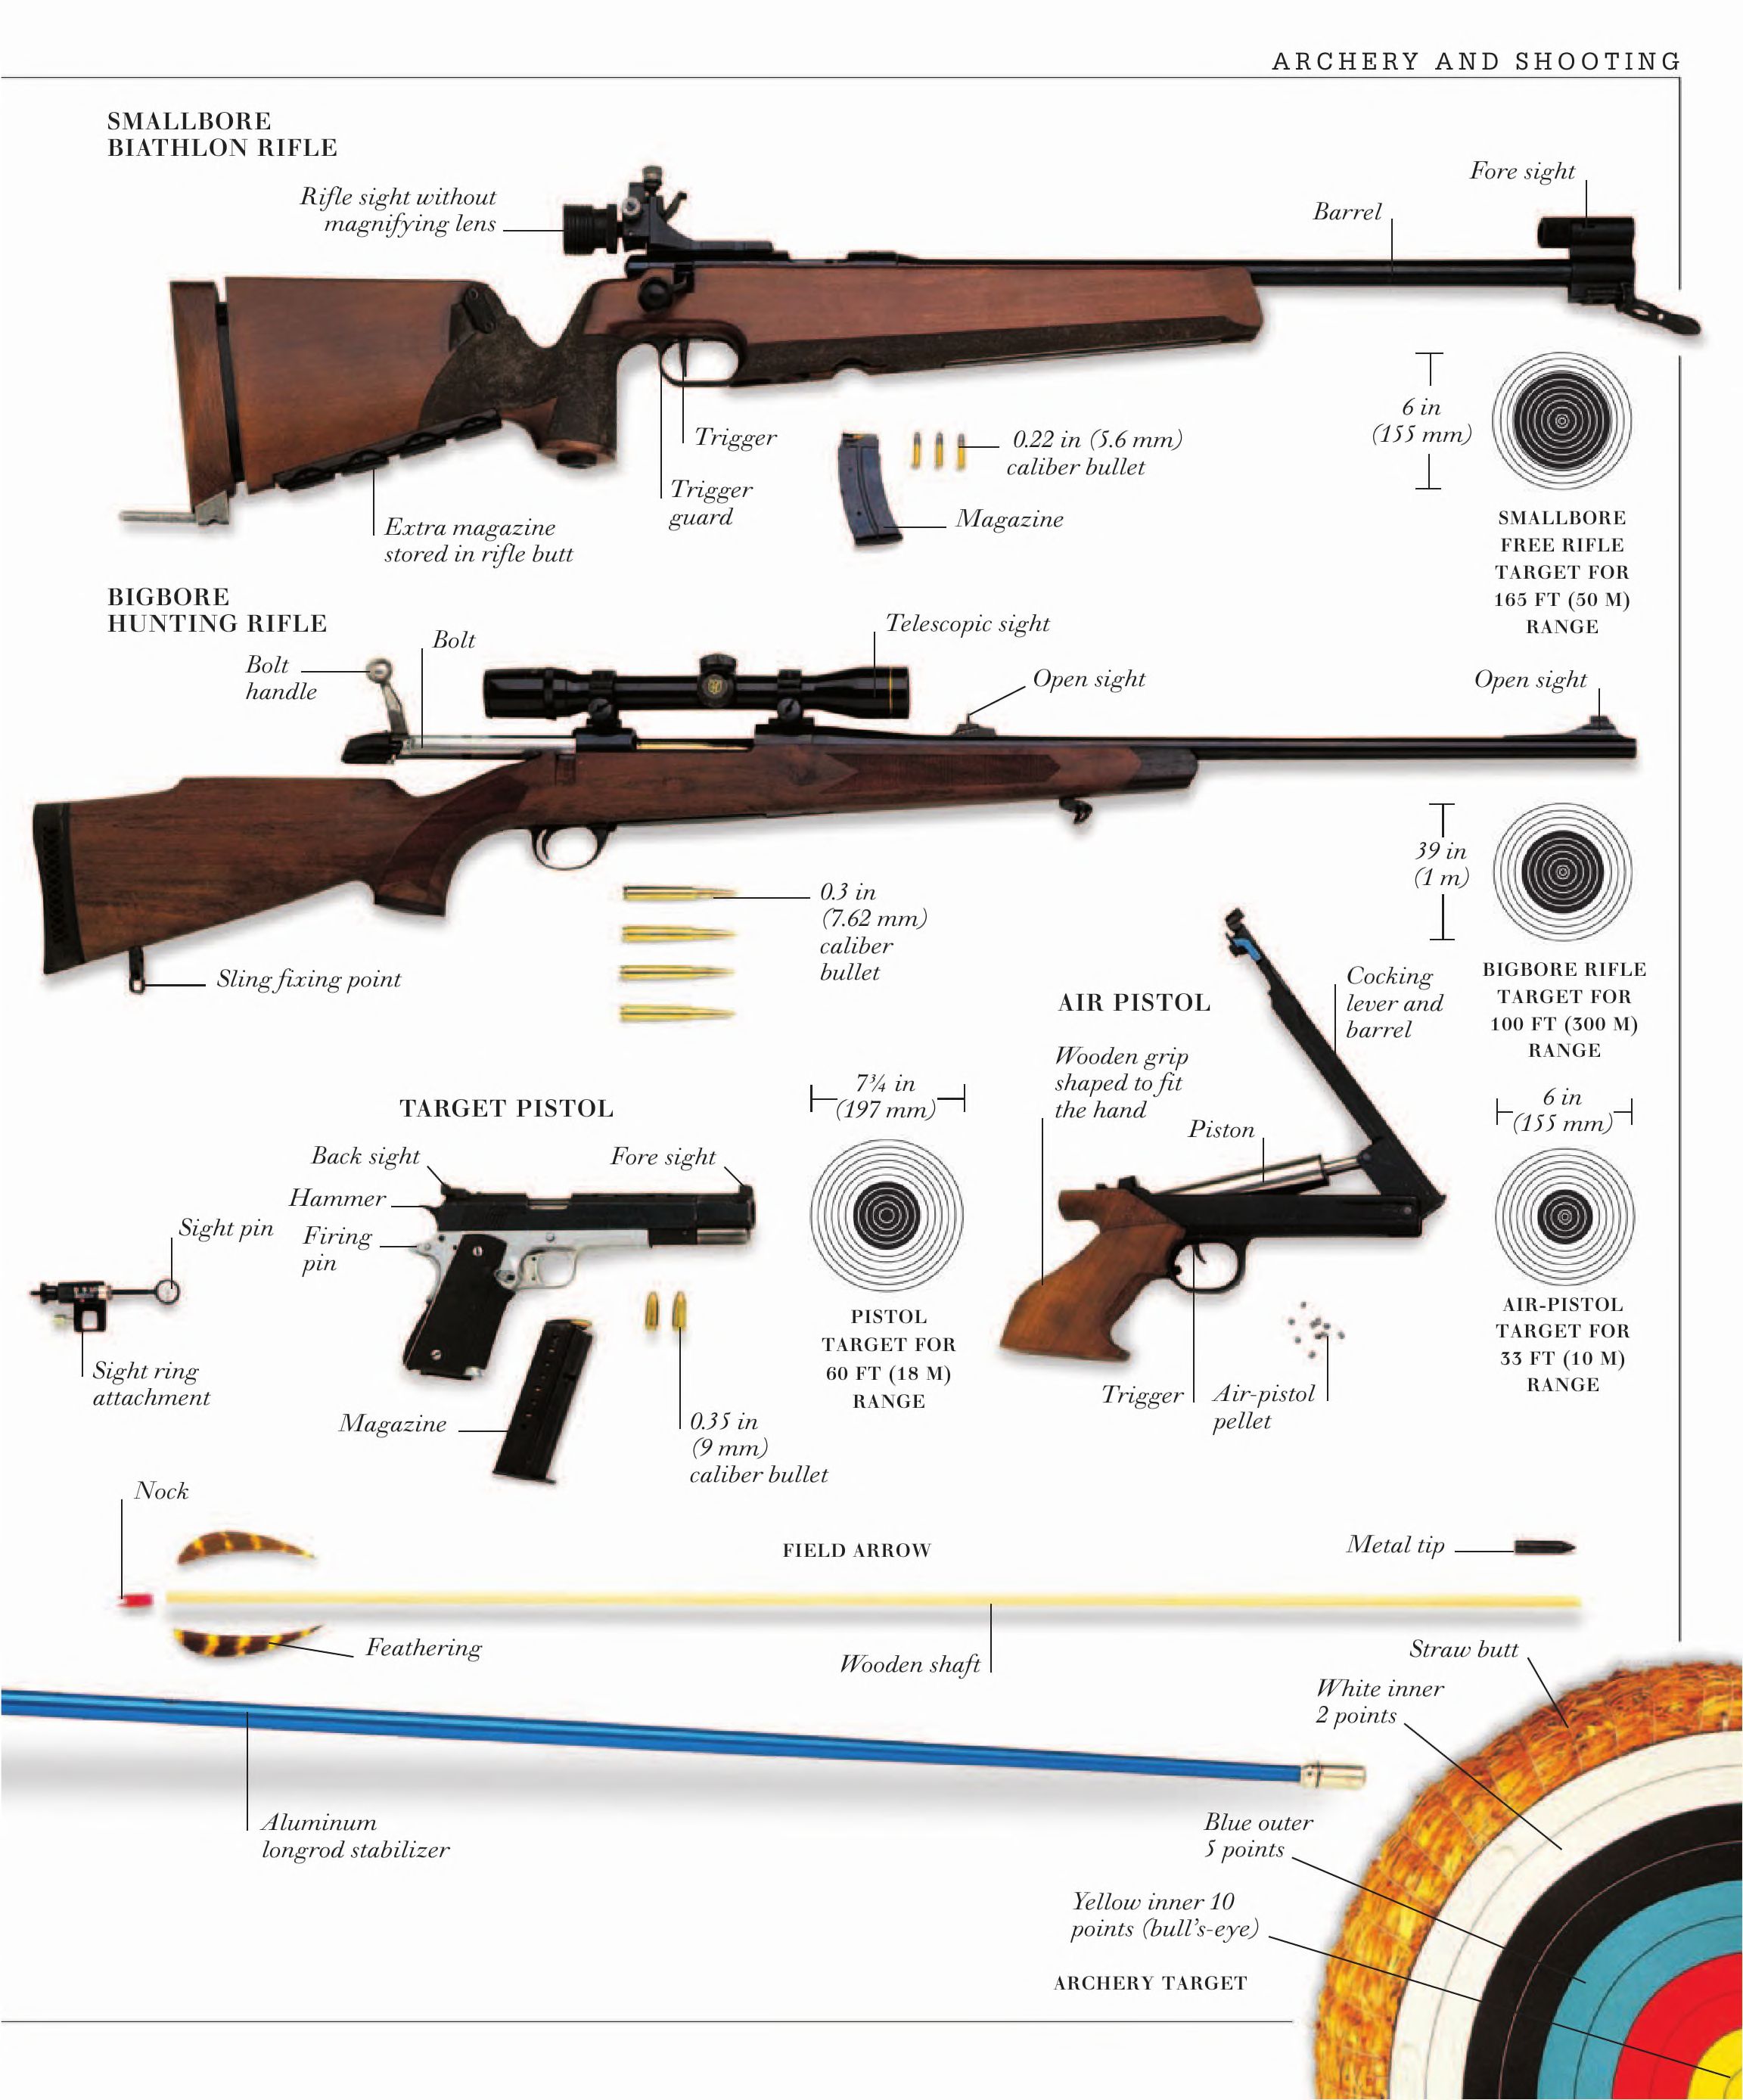 ARCHERY AND SHOOTING
SMALLBORE
BIATHLON RIFLE
Rifle sight without
magnifying lens
Fore sight
Barrel
Trigger
Trigger
guard
Extra magazine
stored in rifle butt
0.22 in (5.6 mm)
caliber bullet
Magazine
6 in
(155 mm)
SMALLBORE
FREE RIFLE
TARGET FOR
165 FT (50 M)
RANGE
BIGBORE
HUNTING RIFLE
Bolt
Bolt
handle
Telescopic sight
Open sight
Open sight
0.3 in
(7.62 mm)
caliber
bullet
Sling fixing point
39 in
(1 m)
BIGBORE RIFLE
TARGET FOR
100 FT (300 M)
RANGE
AIR PISTOL
Cocking
lever and
barrel
Wooden grip
shaped to fit
the hand
Piston
6 in
(155 mm)
AIR-PISTOL
TARGET FOR
33 FT (10 M)
RANGE
Trigger
Air-pistol
pellet
TARGET PISTOL
7¾ in
(197 mm)
Back sight
Fore sight
Hammer
Firing
pin
Sight pin
Sight ring
attachment
PISTOL
TARGET FOR
60 FT (18 M)
RANGE
Magazine
0.35 in
(9 mm)
caliber bullet
Nock
FIELD ARROW
Metal tip
Feathering
Wooden shaft
Straw butt
White inner
2 points
Aluminum
longrod stabilizer
Blue outer
5 points
Yellow inner 10
points (bull's-eye)
ARCHERY TARGET